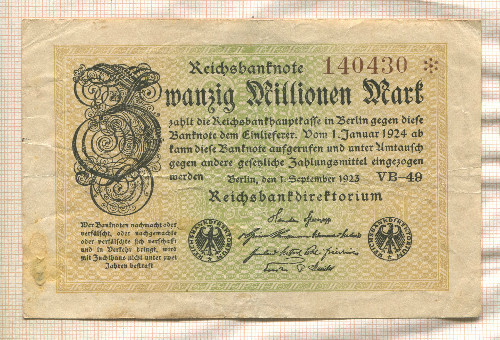 Reichsbanknote 140430 *
Zwanzig Millionen Mark
zahlt die Reichsbankhauptkasse in Berlin gegen diese
Banknote dem Einlieferer. Vom 1. Januar 1924 ab
kann diese Banknote aufgerufen und unter Umtausch
gegen andere gesetzliche Zahlungsmittel eingezogen
werden Berlin, den 1. September 1923 VB-49
Reichsbankdirektorium
Wer Banknoten nachmacht oder
verfälscht, oder nachgemachte
oder verfälschte sich verschafft
und in Verkehr bringt, wird
mit Zuchthaus nicht unter zwei
Jahren bestraft
REICHSBANKDIREKTORIUM
REICHSBANKDIREKTORIUM